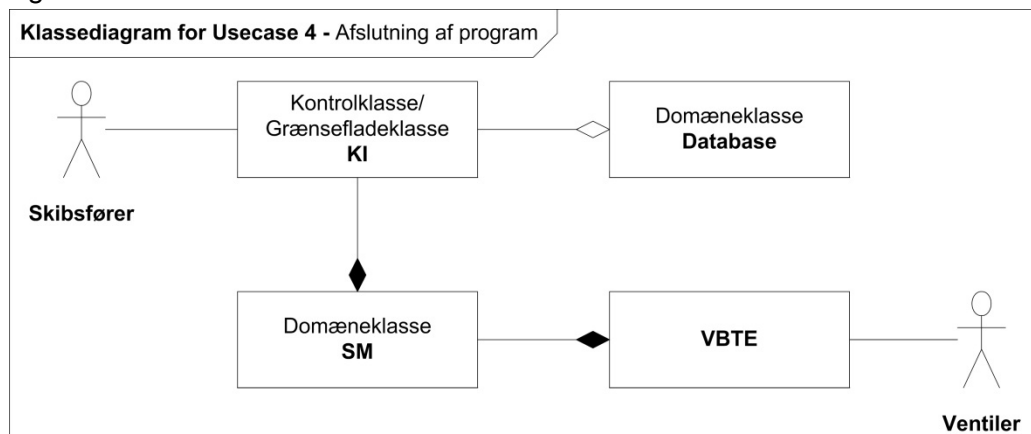 Klassediagram for Usecase 4 - Afslutning af program
Kontrolklasse/
Grænsefladeklasse
KI
Domæneklasse
Database
Skibsfører
Domæneklasse
SM
VBTE
Ventiler